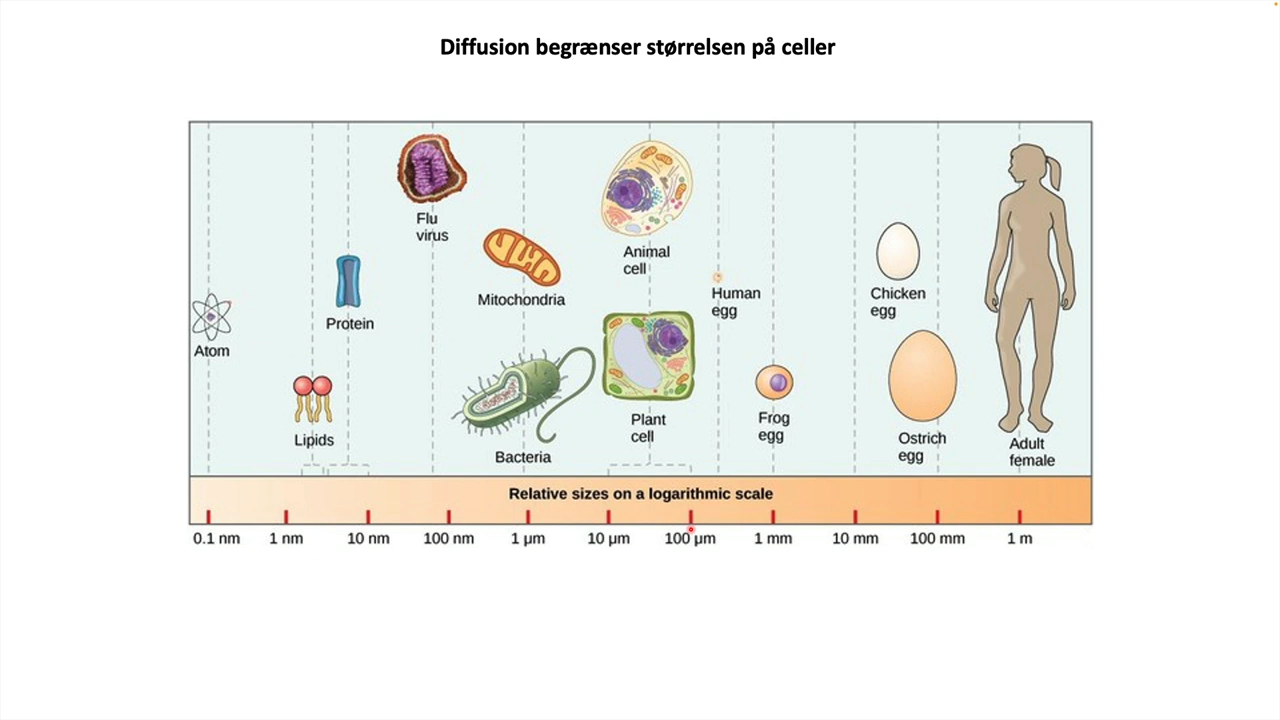 Diffusion begrænser størrelsen på celler
Flu
virus
Animal
cell
Mitochondria
Human
egg
Chicken
egg
Protein
Atom
Lipids
Bacteria
Plant
cell
Frog
egg
Ostrich
egg
Adult
female
Relative sizes on a logarithmic scale
0.1 nm 1 nm 10 nm 100 nm 1 μm 10 μm 100 μm 1 mm 10 mm 100 mm 1 m